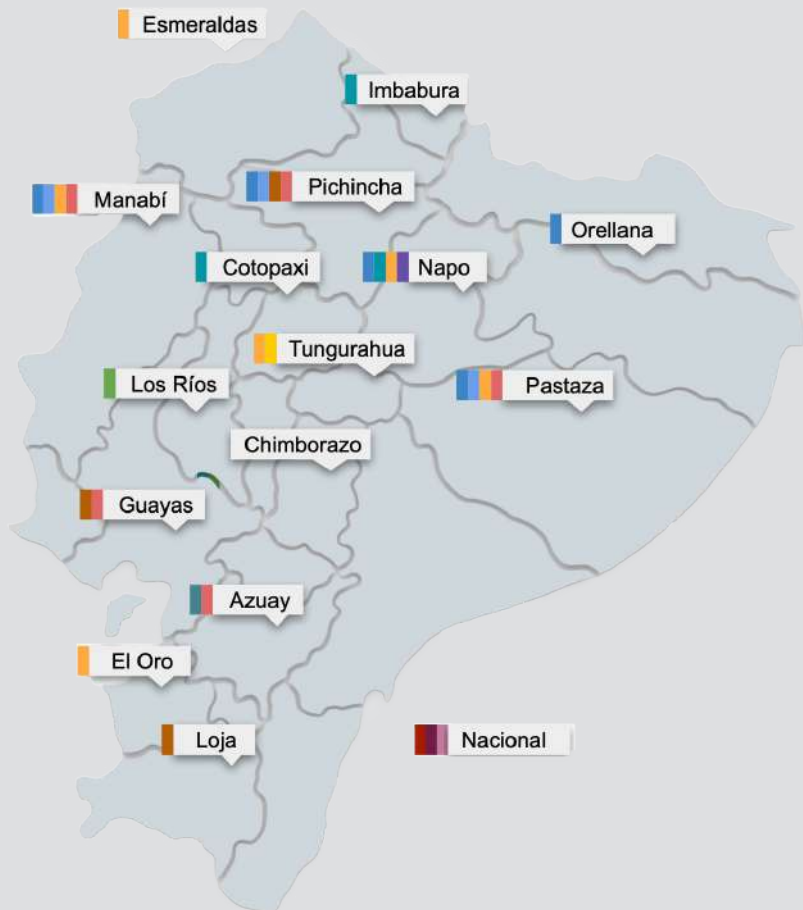 Esmeraldas
Imbabura
Pichincha
Manabí
Orellana
Cotopaxi
Napo
Tungurahua
Los Ríos
Pastaza
Chimborazo
Guayas
Azuay
El Oro
Loja
Nacional